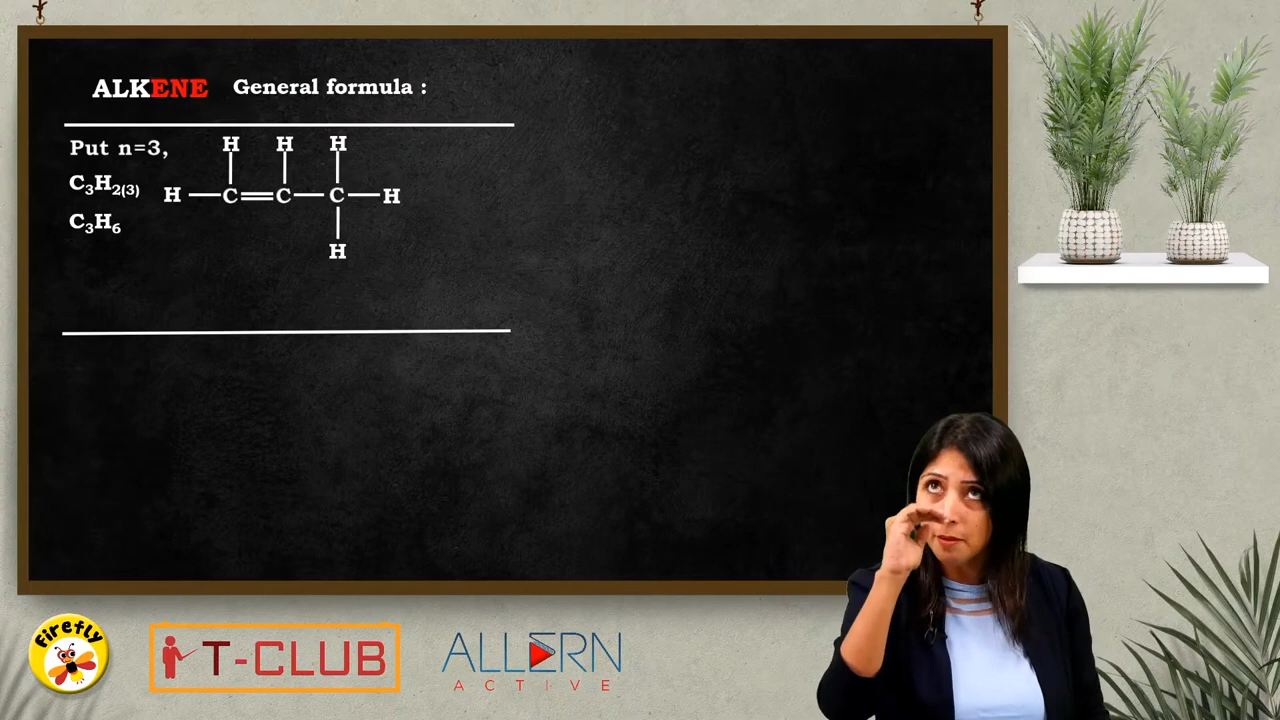 ALKENE General formula :
Put n=3,
C₃H₂₍₃₎
C₃H₆
H H H
H — C = C — C — H
H
Firefly
T-CLUB
ALLERN
ACTIVE